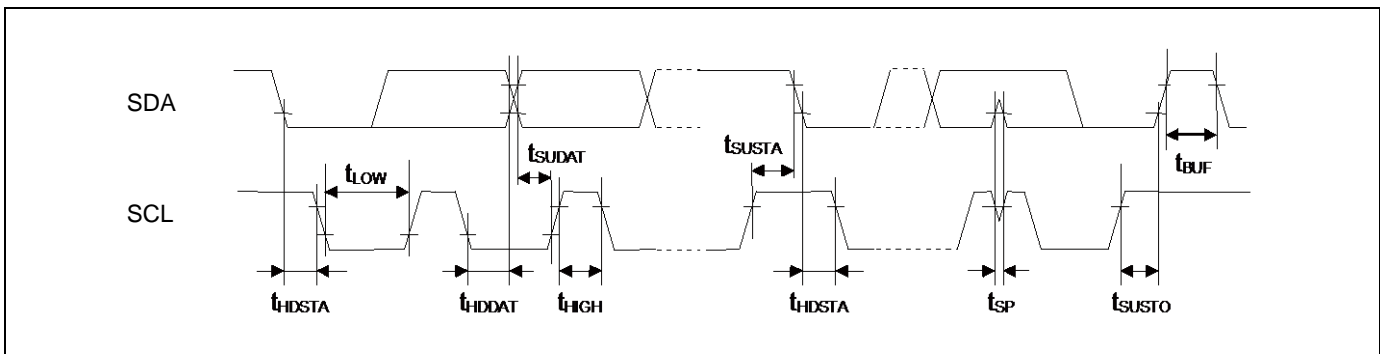 SDA
tSUDAT
tSUSTA
tBUF
tLOW
SCL
tHDSTA
tHDDAT
tHIGH
tHDSTA
tSP
tSUSTO